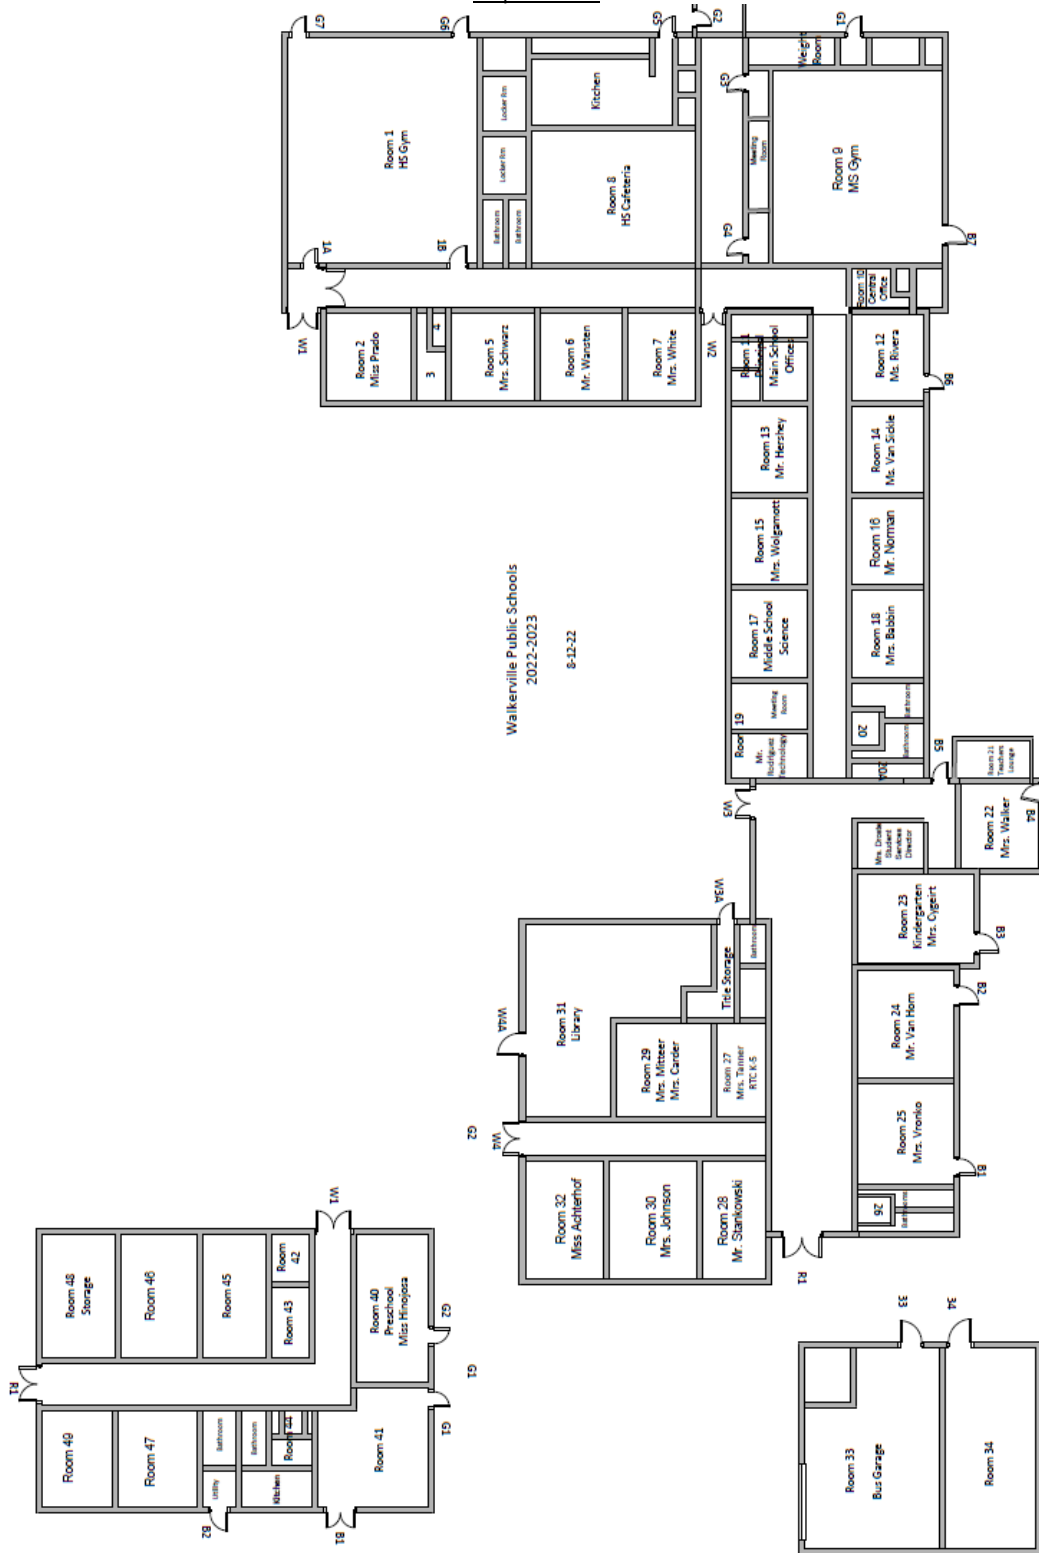 G7
G6
G5
G2
G1
Weight
Room
Kitchen
G3
Locker Rm
Room 1
HS Gym
Meeting
Room
Room 9
MS Gym
Locker Rm
Room 8
HS Cafeteria
Bathroom
Bathroom
G4
B7
1A
1B
Room 10
Central
Office
W1
W2
Room 2
Miss Prado
3
4
Room 5
Mrs. Schwarz
Room 6
Mr. Wansten
Room 7
Mrs. White
Room 11
Principal
Main School
Offices
Room 12
Ms. Rivera
B6
Room 13
Mr. Hershey
Room 14
Ms. Van Sickle
Room 15
Mrs. Wolgamott
Room 16
Mr. Norman
Walkerville Public Schools
2022-2023
8-12-22
Room 17
Middle School
Science
Room 18
Mrs. Babbin
Room 19
Meeting
Room
Bathroom
20
Bathroom
Mr.
Rodriguez
Technology
20A
B5
Room 21
Teachers
Lounge
W3
B4
Room 22
Mrs. Walker
Student
Services
Director
W3A
Room 23
Kindergarten
Mrs. Cygeirt
B3
Bathroom
Title Storage
B2
Room 31
Library
W4A
Room 24
Mr. Van Horn
Room 29
Mrs. Mitteer
Mrs. Carder
Room 27
Mrs. Tanner
RTC K-5
Room 25
Mrs. Vronko
G2
W4
B1
Room 32
Miss Achterhof
Room 30
Mrs. Johnson
Room 28
Mr. Stankowski
26
Bathrooms
R1
W1
Room 48
Storage
Room 46
Room 45
Room
42
Room 43
Room 40
Preschool
Miss Hinojosa
G2
33
34
R1
G1
G1
Room 49
Room 47
Bathroom
Bathroom
Room 44
Room 41
Utility
Kitchen
B2
B1
Room 33
Bus Garage
Room 34